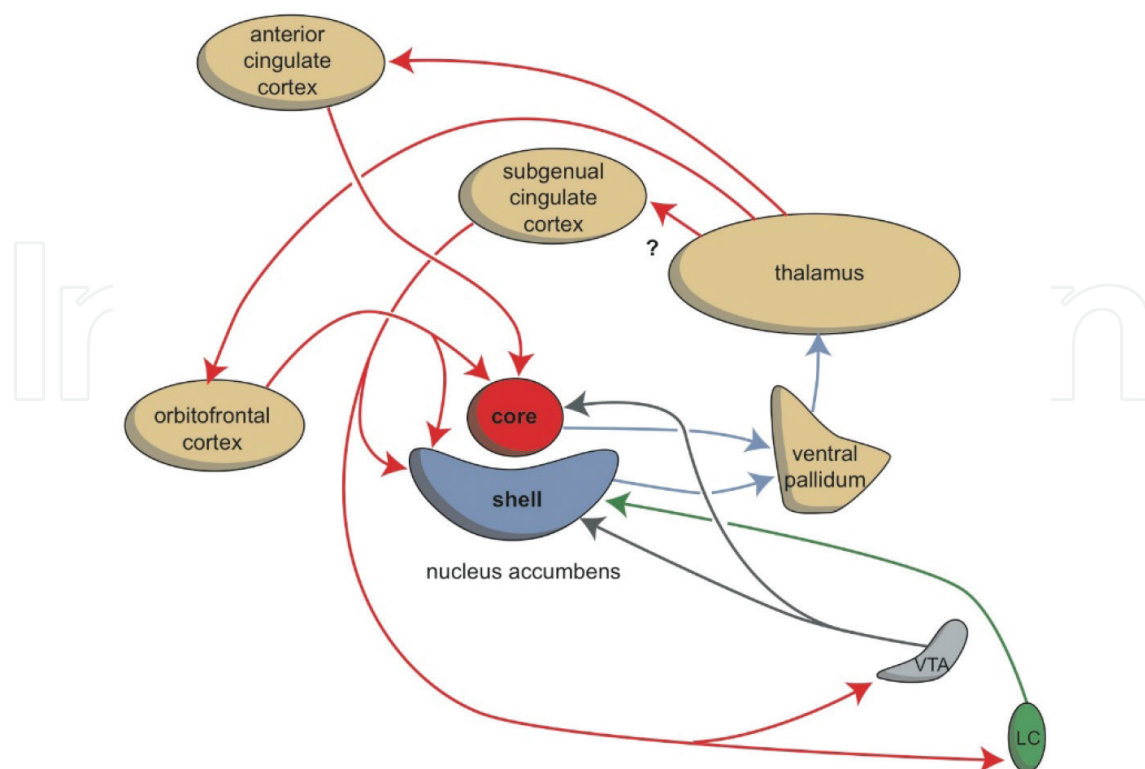 anterior
cingulate
cortex
subgenual
cingulate
cortex
?
thalamus
orbitofrontal
cortex
core
shell
ventral
pallidum
nucleus accumbens
VTA
LC